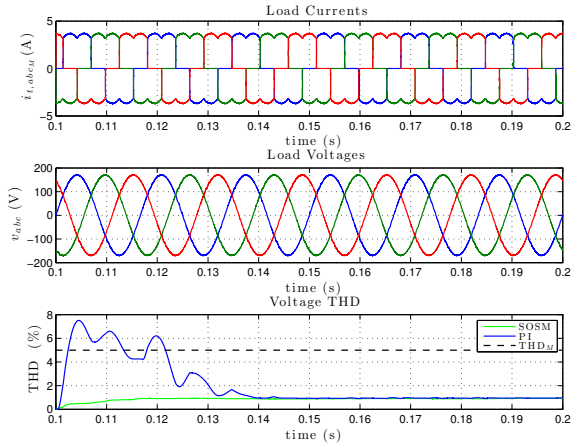 Load Currents
i_{t,abc_M} (A)
5
0
−5
0.1 0.11 0.12 0.13 0.14 0.15 0.16 0.17 0.18 0.19 0.2
time (s)
Load Voltages
v_{abc} (V)
200
100
0
−100
−200
0.1 0.11 0.12 0.13 0.14 0.15 0.16 0.17 0.18 0.19 0.2
time (s)
Voltage THD
THD (%)
8
6
4
2
0
SOSM
PI
THD_M
0.1 0.11 0.12 0.13 0.14 0.15 0.16 0.17 0.18 0.19 0.2
time (s)